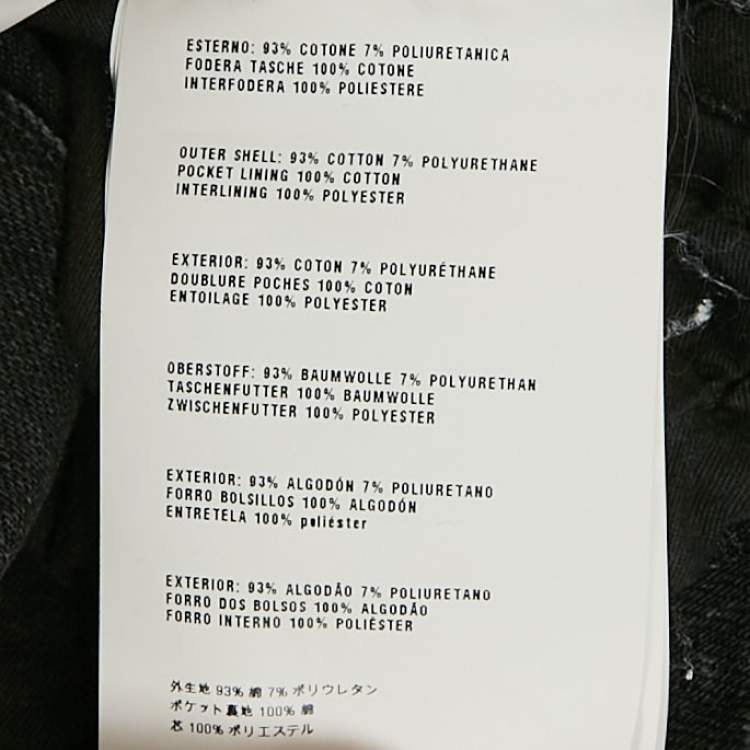 ESTERNO: 93% COTONE 7% POLIURETANICA
FODERA TASCHE 100% COTONE
INTERFODERA 100% POLIESTERE
OUTER SHELL: 93% COTTON 7% POLYURETHANE
POCKET LINING 100% COTTON
INTERLINING 100% POLYESTER
EXTERIOR: 93% COTON 7% POLYURÉTHANE
DOUBLURE POCHES 100% COTON
ENTOILAGE 100% POLYESTER
OBERSTOFF: 93% BAUMWOLLE 7% POLYURETHAN
TASCHENFUTTER 100% BAUMWOLLE
ZWISCHENFUTTER 100% POLYESTER
EXTERIOR: 93% ALGODÓN 7% POLIURETANO
FORRO BOLSILLOS 100% ALGODÓN
ENTRETELA 100% poliéster
EXTERIOR: 93% ALGODÃO 7% POLIURETANO
FORRO DOS BOLSOS 100% ALGODÃO
FORRO INTERNO 100% POLIÉSTER
外生地 93% 綿 7% ポリウレタン
ポケット裏地 100% 綿
芯 100% ポリエステル